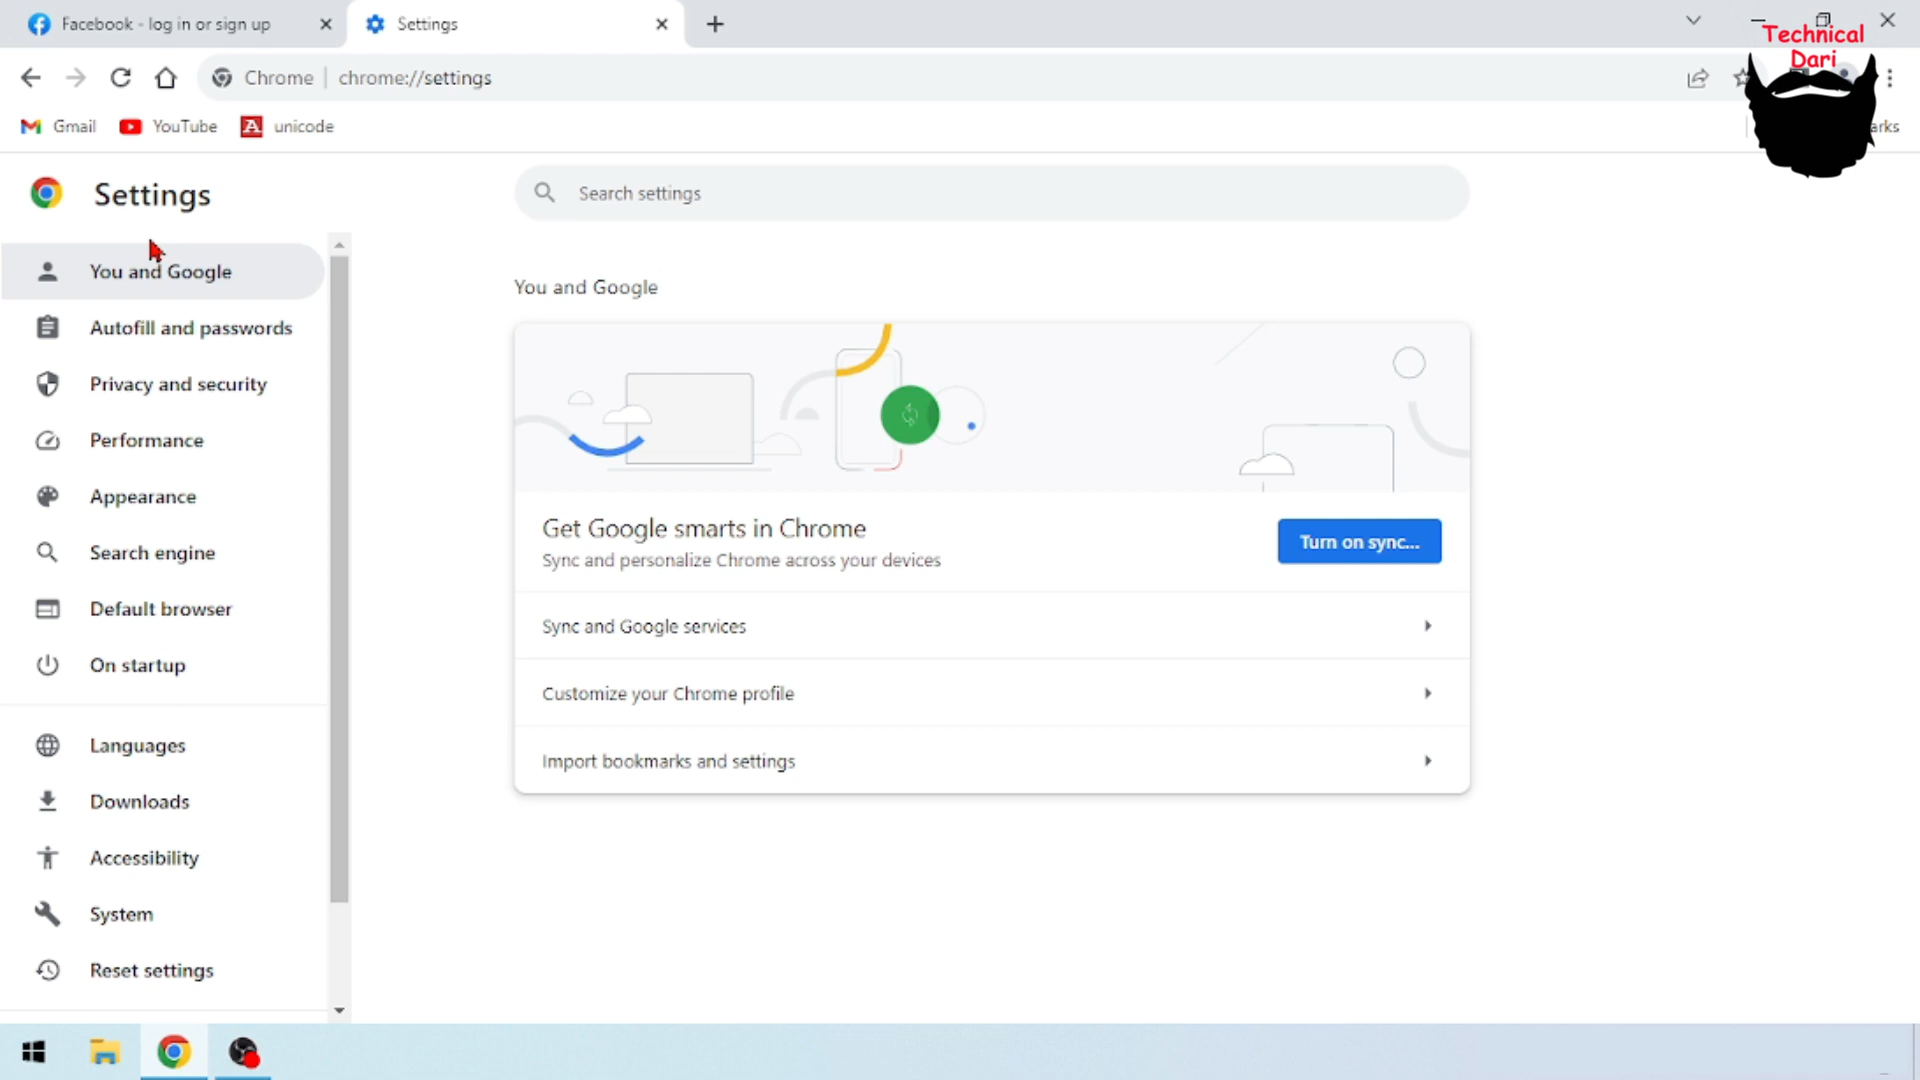 Facebook - log in or sign up
Settings
Technical
Dari
Chrome
chrome://settings
Gmail
YouTube
unicode
arks
Settings
Search settings
You and Google
Autofill and passwords
Privacy and security
Performance
Appearance
Search engine
Default browser
On startup
Languages
Downloads
Accessibility
System
Reset settings
You and Google
Get Google smarts in Chrome
Sync and personalize Chrome across your devices
Turn on sync...
Sync and Google services
Customize your Chrome profile
Import bookmarks and settings